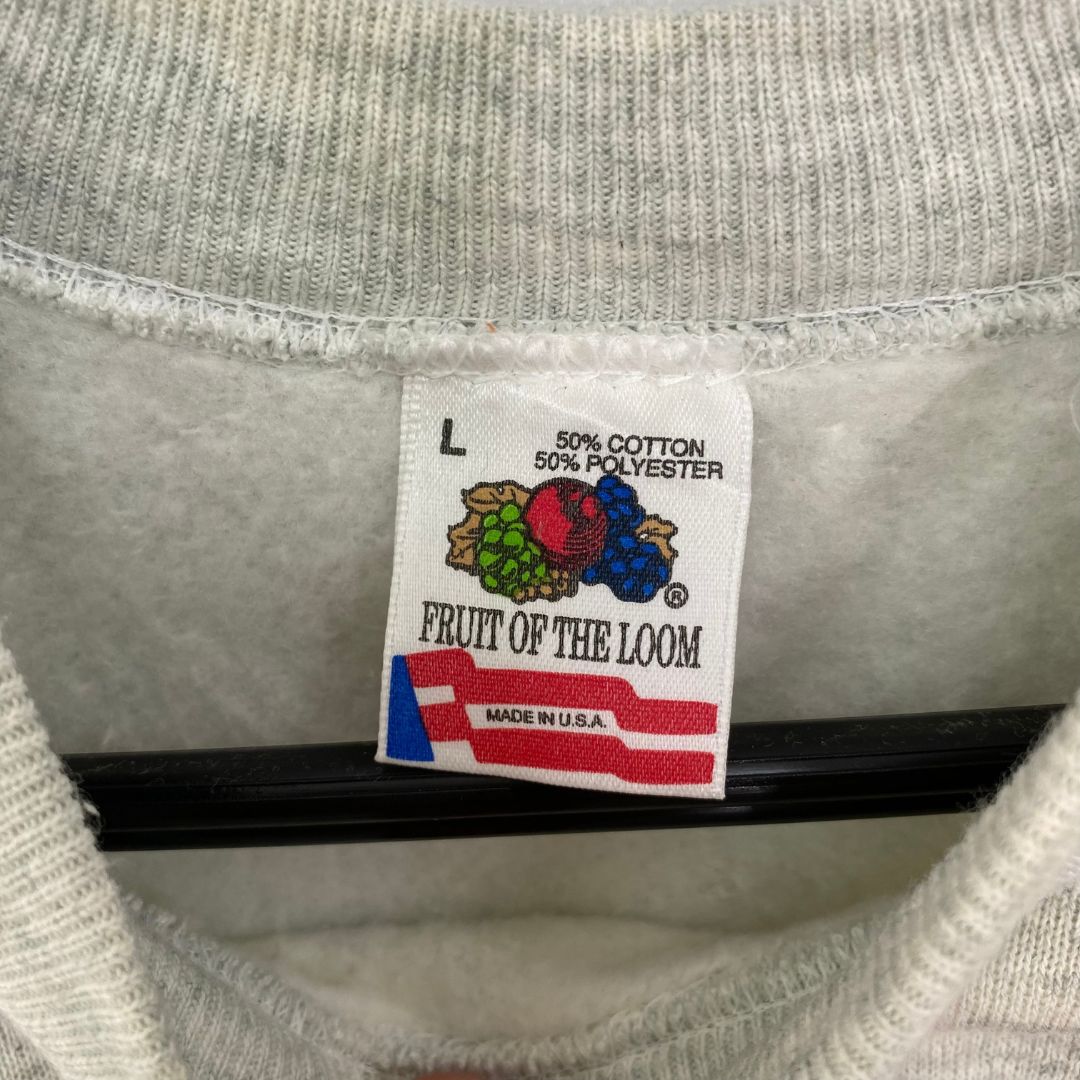 L
50% COTTON
50% POLYESTER
®
FRUIT OF THE LOOM
MADE IN U.S.A.